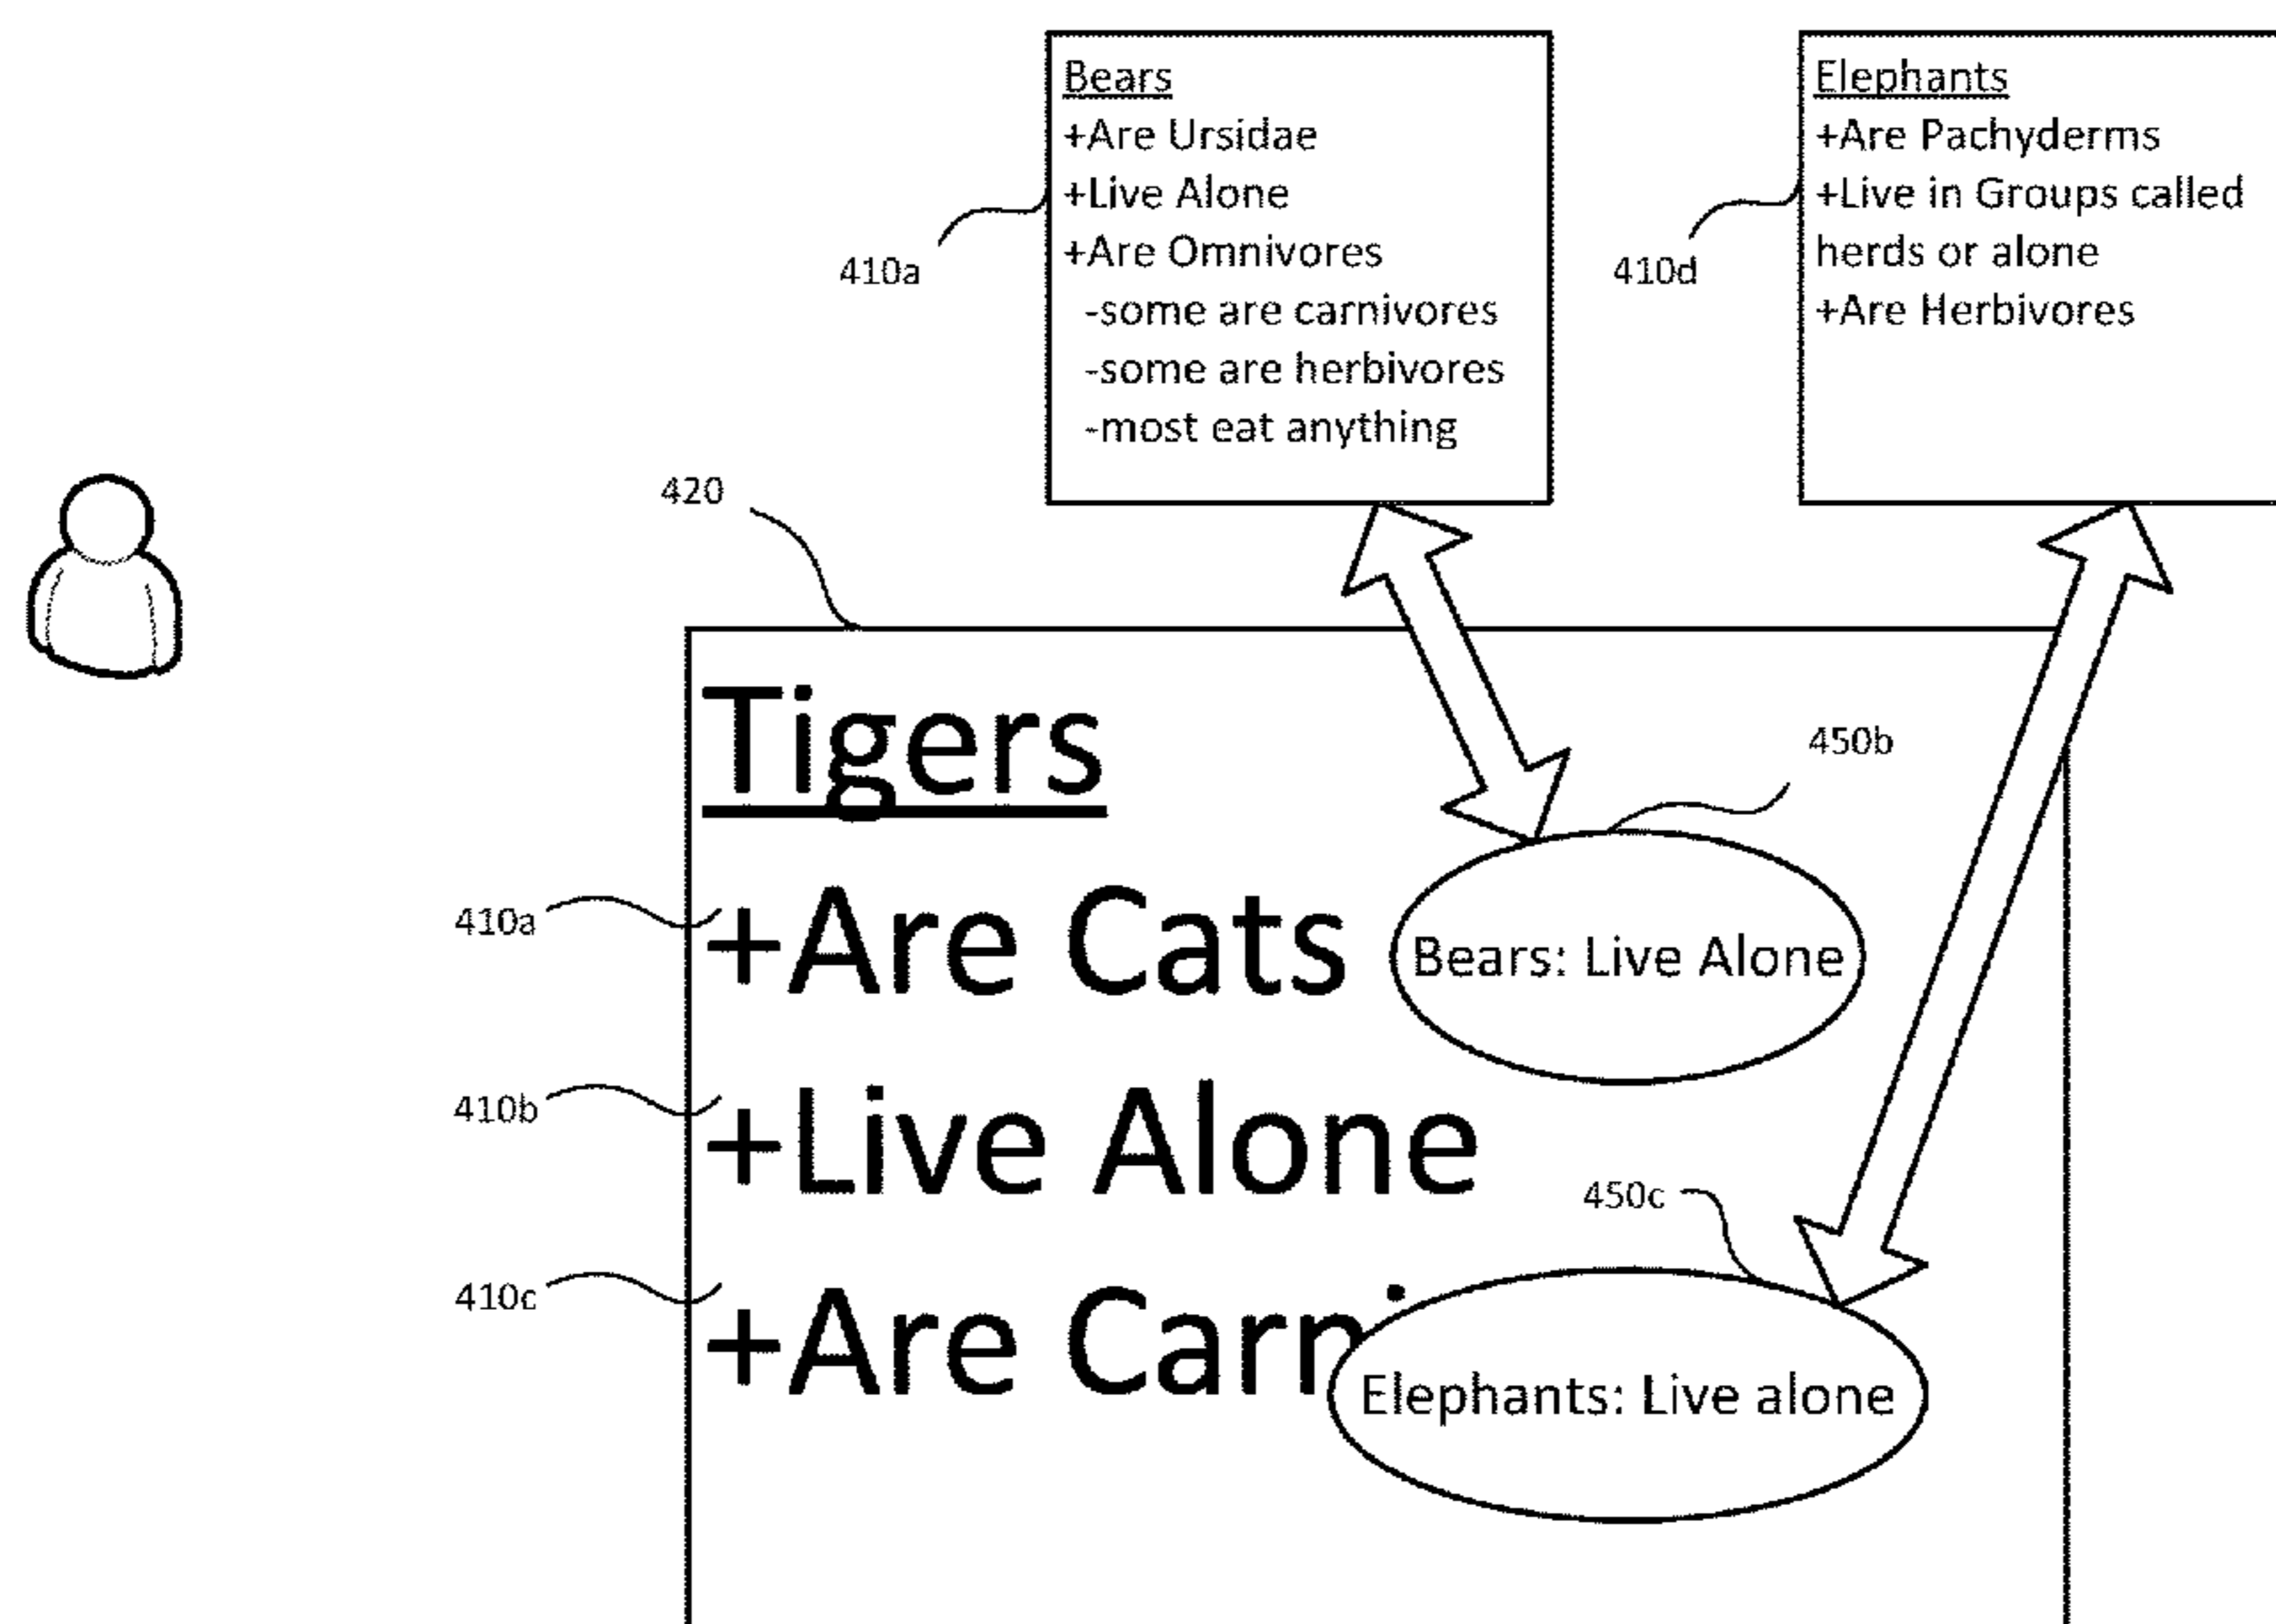 Bears
+Are Ursidae
+Live Alone
+Are Omnivores
-some are carnivores
-some are herbivores
-most eat anything
410a
Elephants
+Are Pachyderms
+Live in Groups called
herds or alone
+Are Herbivores
410d
420
Tigers
450b
410a
+Are Cats
Bears: Live Alone
410b
+Live Alone
450c
410c
+Are Carni
Elephants: Live alone